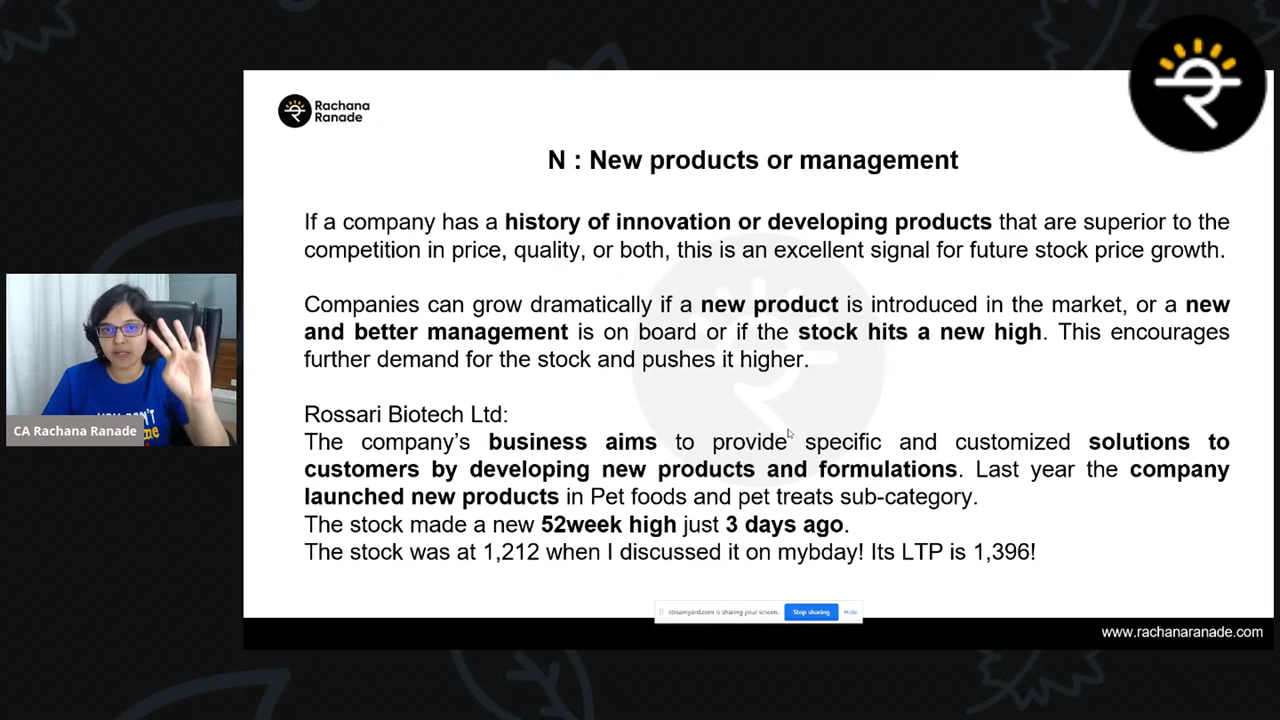 Rachana
Ranade
N : New products or management
If a company has a history of innovation or developing products that are superior to the
competition in price, quality, or both, this is an excellent signal for future stock price growth.
Companies can grow dramatically if a new product is introduced in the market, or a new
and better management is on board or if the stock hits a new high. This encourages
further demand for the stock and pushes it higher.
Rossari Biotech Ltd:
The company's business aims to provide specific and customized solutions to
customers by developing new products and formulations. Last year the company
launched new products in Pet foods and pet treats sub-category.
The stock made a new 52week high just 3 days ago.
The stock was at 1,212 when I discussed it on mybday! Its LTP is 1,396!
CA Rachana Ranade
streamyard.com is sharing your screen. Stop sharing Hide
www.rachanaranade.com